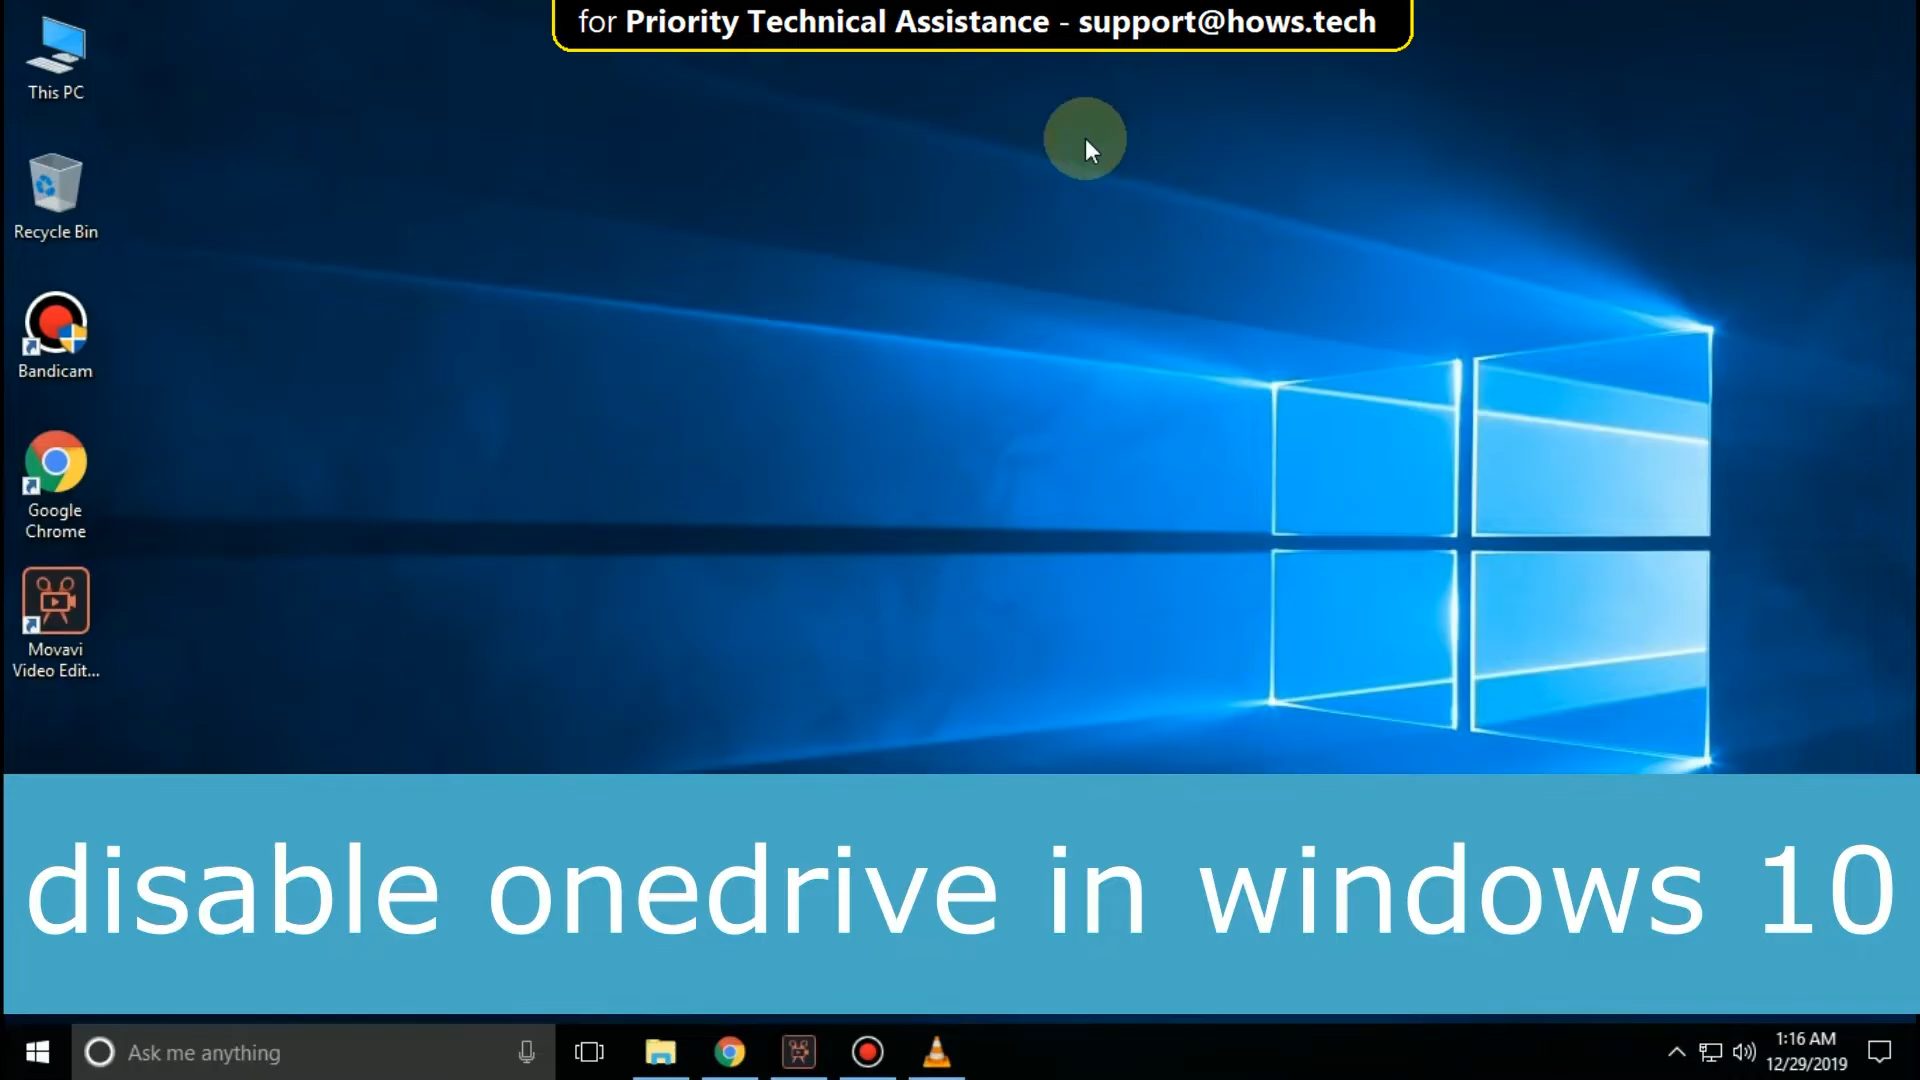 for Priority Technical Assistance - support@hows.tech
This PC
Recycle Bin
Bandicam
Google
Chrome
Movavi
Video Edit...
disable onedrive in windows 10
Ask me anything
1:16 AM
12/29/2019